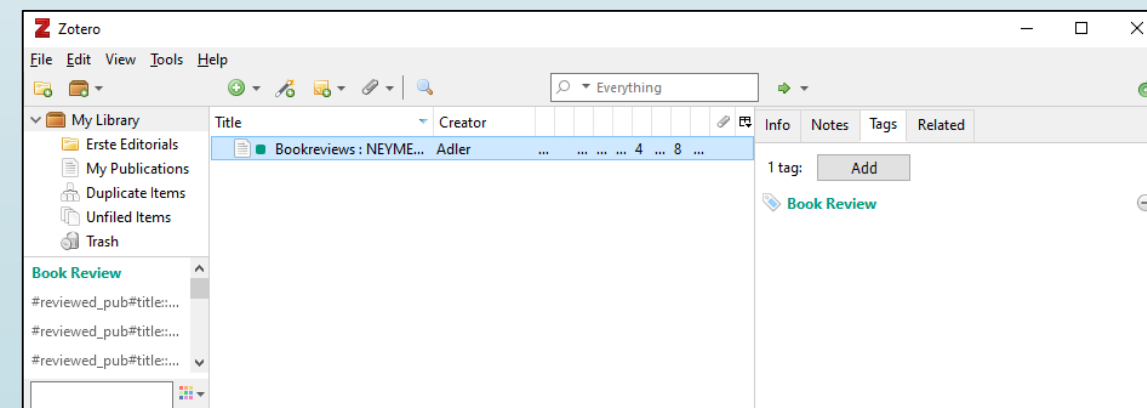 Zotero
File Edit View Tools Help
Everything
My Library
Erste Editorials
My Publications
Duplicate Items
Unfiled Items
Trash
Book Review
#reviewed_pub#title::...
#reviewed_pub#title::...
#reviewed_pub#title::...
Title Creator
Bookreviews : NEYME... Adler ... ... ... ... 4 ... 8 ...
Info Notes Tags Related
1 tag: Add
Book Review